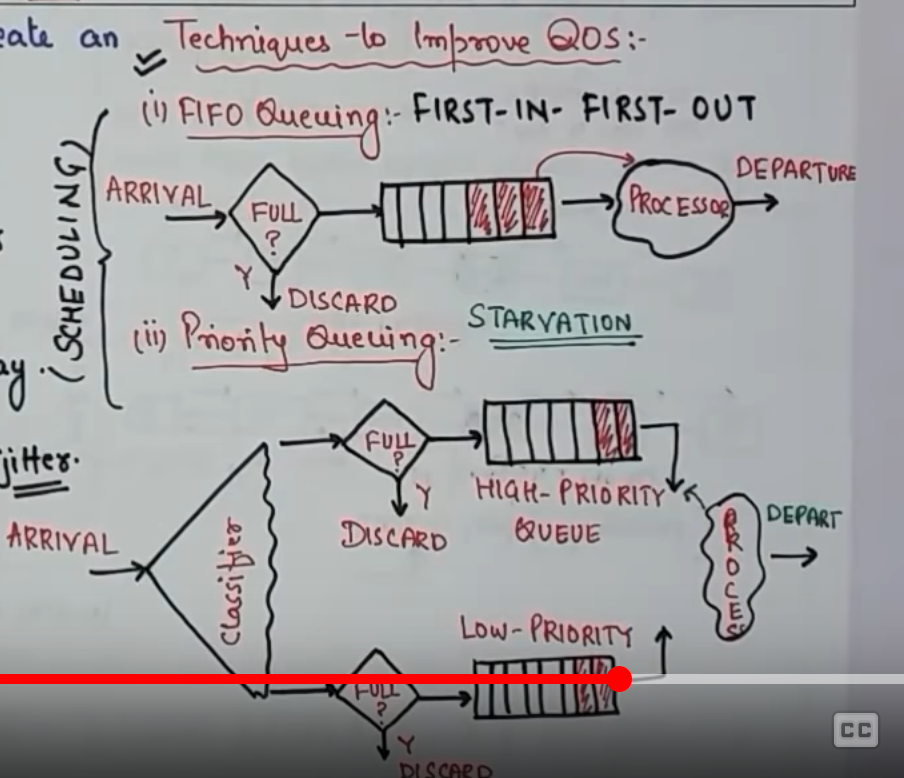 eate an
Techniques to Improve QOS:-
(SCHEDULING)
(i) FIFO Queuing:- FIRST-IN- FIRST-OUT
ARRIVAL
FULL
?
Y
DISCARD
PROCESSOR
DEPARTURE
(ii) Priority Queuing:- STARVATION
ay.
jitter.
ARRIVAL
Classifier
FULL
?
Y
DISCARD
HIGH-PRIORITY
QUEUE
PROCESS
DEPART
LOW-PRIORITY
FULL
?
Y
DISCARD
CC